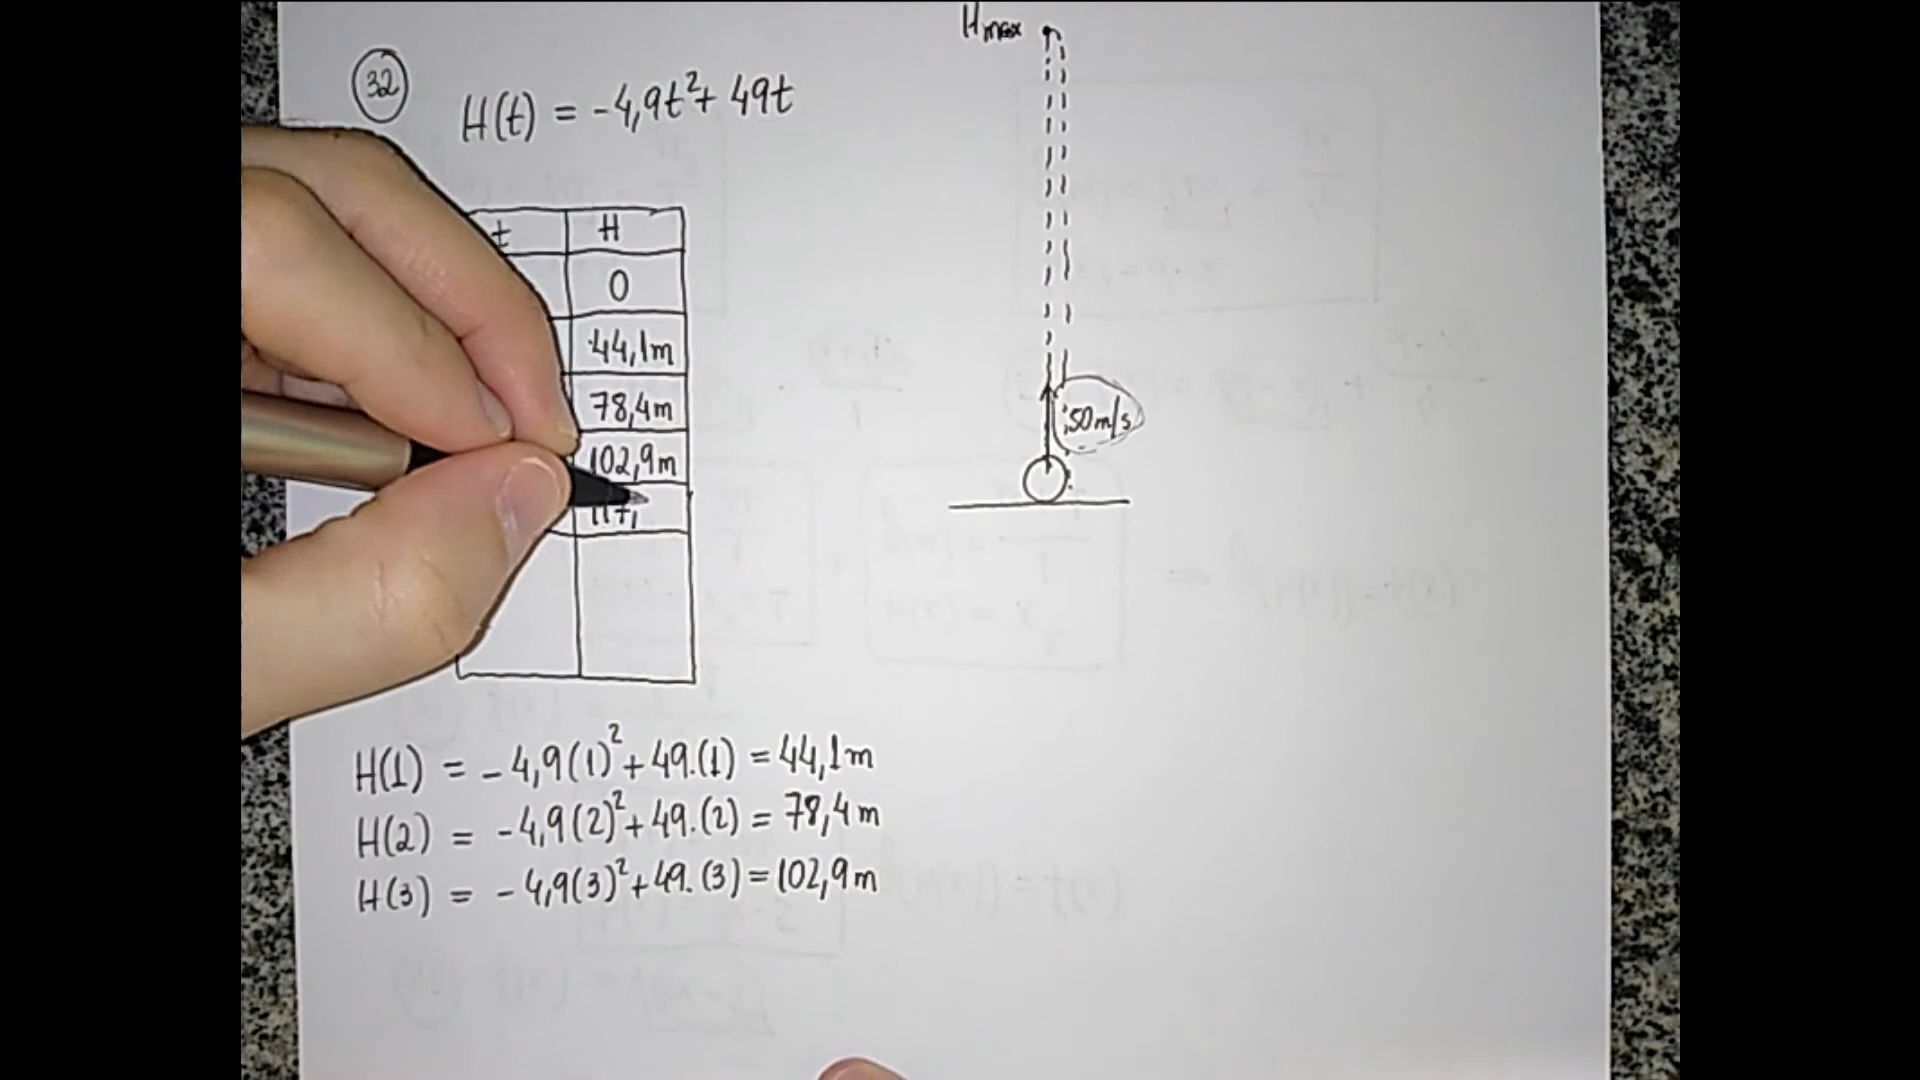 Hmax
32
H(t) = -4,9t²+ 49t
t H
0
44,1m
78,4m
102,9m
117,
50m/s
H(1) = - 4,9(1)²+49.(1) = 44,1m
H(2) = -4,9(2)²+49.(2) = 78,4m
H(3) = - 4,9(3)²+49.(3)=102,9m